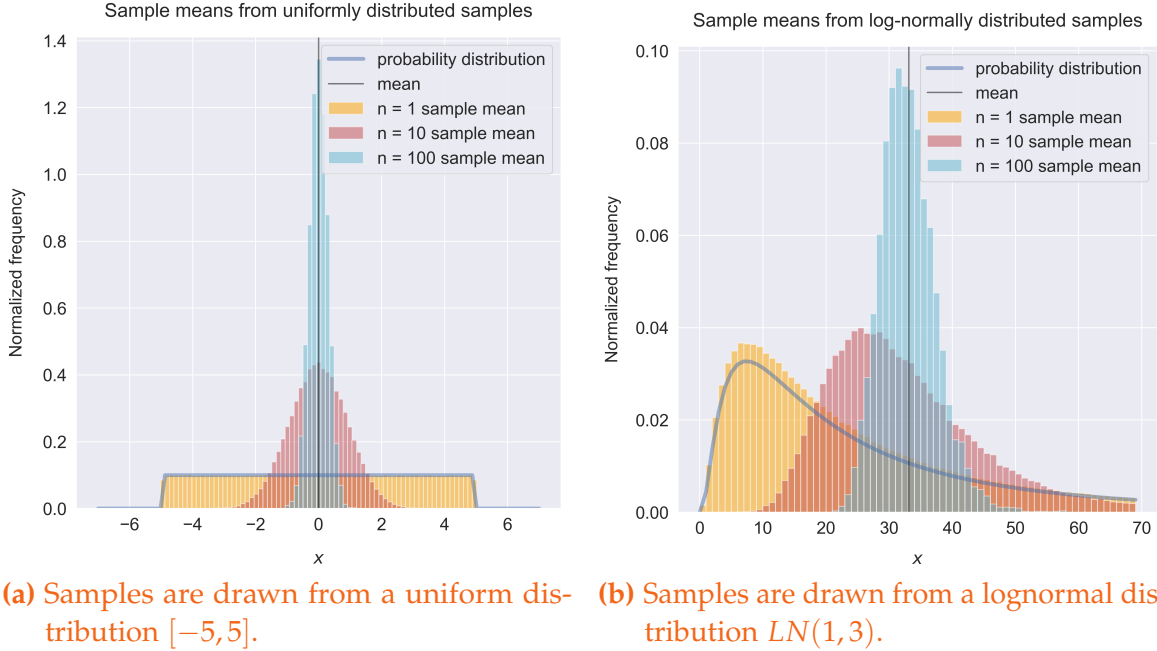 Sample means from uniformly distributed samples
1.4
1.2
1.0
0.8
0.6
0.4
0.2
0.0
Normalized frequency
probability distribution
mean
n = 1 sample mean
n = 10 sample mean
n = 100 sample mean
−6 −4 −2 0 2 4 6
x
(a) Samples are drawn from a uniform dis-
tribution [−5, 5].
Sample means from log-normally distributed samples
0.10
0.08
0.06
0.04
0.02
0.00
Normalized frequency
probability distribution
mean
n = 1 sample mean
n = 10 sample mean
n = 100 sample mean
0 10 20 30 40 50 60 70
x
(b) Samples are drawn from a lognormal dis
tribution LN(1, 3).